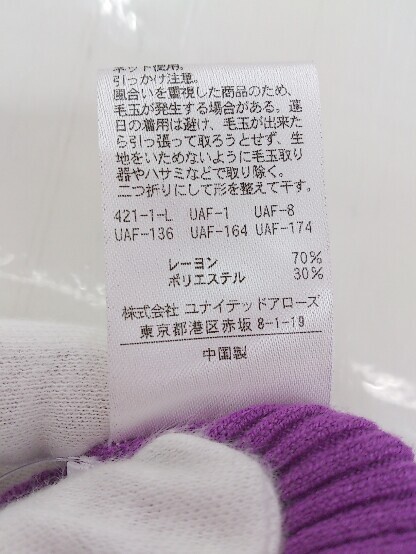 ネット使用。
引っかけ注意。
風合いを重視した商品のため、
毛玉が発生する場合がある。連
日の着用は避け、毛玉が出来た
ら引っ張って取ろうとせず、生
地をいためないように毛玉取り
器やハサミなどで取り除く。
二つ折りにして形を整えて干す。
421-1-L UAF-1 UAF-8
UAF-136 UAF-164 UAF-174
レーヨン 70%
ポリエステル 30%
株式会社 ユナイテッドアローズ
東京都港区赤坂 8-1-19
中国製